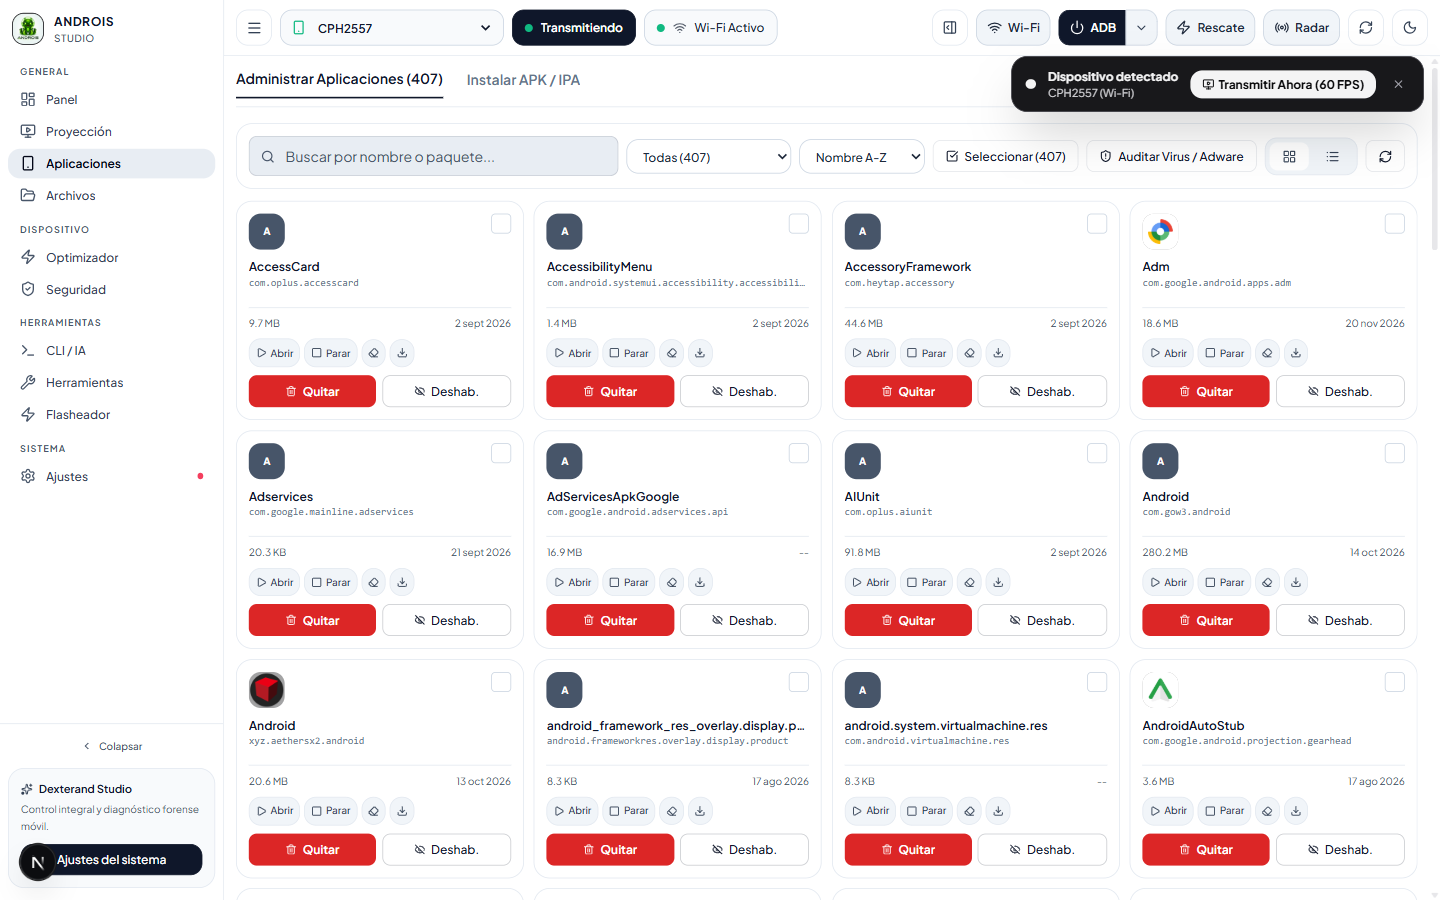 ANDROIS
STUDIO
GENERAL
Panel
Proyección
Aplicaciones
Archivos
DISPOSITIVO
Optimizador
Seguridad
HERRAMIENTAS
CLI / IA
Herramientas
Flasheador
SISTEMA
Ajustes
Colapsar
Dexterand Studio
Control integral y diagnóstico forense
móvil.
N
Ajustes del sistema
CPH2557
Transmitiendo
Wi-Fi Activo
Wi-Fi
ADB
Rescate
Radar
Administrar Aplicaciones (407)
Instalar APK / IPA
Dispositivo detectado
CPH2557 (Wi-Fi)
Transmitir Ahora (60 FPS)
Buscar por nombre o paquete...
Todas (407)
Nombre A-Z
Seleccionar (407)
Auditar Virus / Adware
A
AccessCard
com.oplus.accesscard
9.7 MB 2 sept 2026
Abrir Parar
Quitar Deshab.
A
AccessibilityMenu
com.android.systemui.accessibility.accessibili…
1.4 MB 2 sept 2026
Abrir Parar
Quitar Deshab.
A
AccessoryFramework
com.heytap.accessory
44.6 MB 2 sept 2026
Abrir Parar
Quitar Deshab.
Adm
com.google.android.apps.adm
18.6 MB 20 nov 2026
Abrir Parar
Quitar Deshab.
A
Adservices
com.google.mainline.adservices
20.3 KB 21 sept 2026
Abrir Parar
Quitar Deshab.
A
AdServicesApkGoogle
com.google.android.adservices.api
16.9 MB --
Abrir Parar
Quitar Deshab.
A
AIUnit
com.oplus.aiunit
91.8 MB 2 sept 2026
Abrir Parar
Quitar Deshab.
A
Android
com.gow3.android
280.2 MB 14 oct 2026
Abrir Parar
Quitar Deshab.
Android
xyz.aethersx2.android
20.6 MB 13 oct 2026
Abrir Parar
Quitar Deshab.
A
android_framework_res_overlay.display.p…
android.frameworkres.overlay.display.product
8.3 KB 17 ago 2026
Abrir Parar
Quitar Deshab.
A
android.system.virtualmachine.res
com.android.virtualmachine.res
8.3 KB --
Abrir Parar
Quitar Deshab.
AndroidAutoStub
com.google.android.projection.gearhead
3.6 MB 17 ago 2026
Abrir Parar
Quitar Deshab.